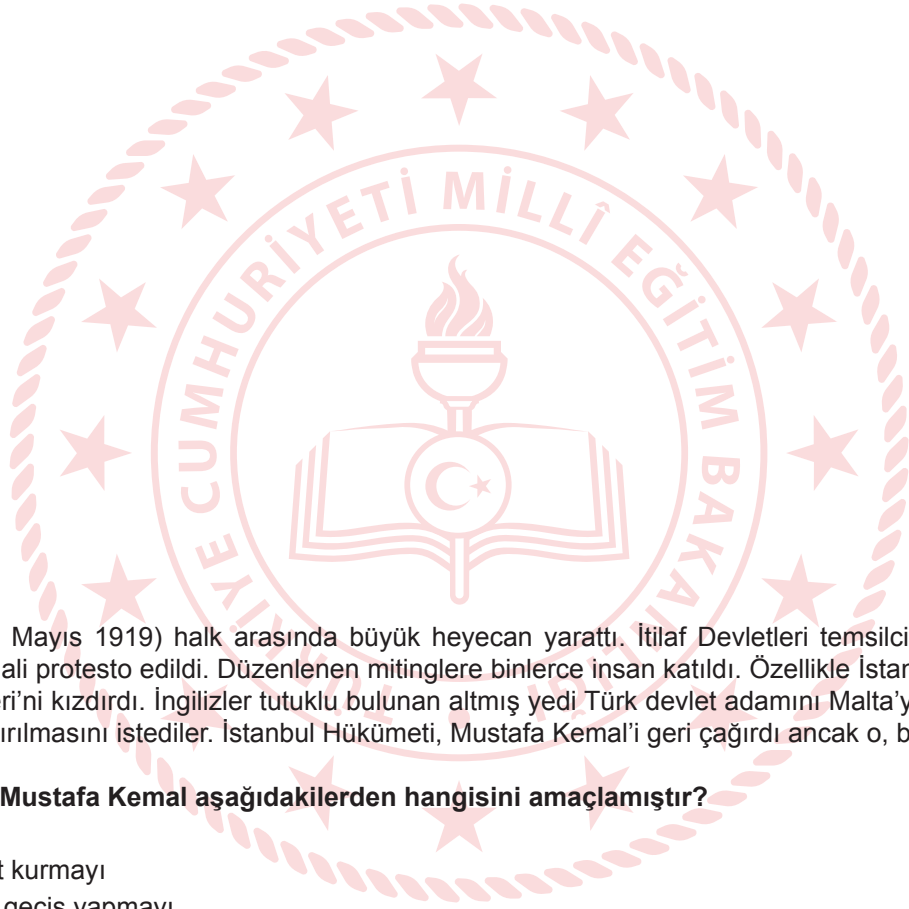 TÜRKİYE CUMHURİYETİ MİLLÎ EĞİTİM BAKANLIĞI
Mayıs 1919) halk arasında büyük heyecan yarattı. İtilaf Devletleri temsilci
ali protesto edildi. Düzenlenen mitinglere binlerce insan katıldı. Özellikle İstan
eri’ni kızdırdı. İngilizler tutuklu bulunan altmış yedi Türk devlet adamını Malta’y
ırılmasını istediler. İstanbul Hükümeti, Mustafa Kemal’i geri çağırdı ancak o, b
Mustafa Kemal aşağıdakilerden hangisini amaçlamıştır?
t kurmayı
geçiş yapmayı